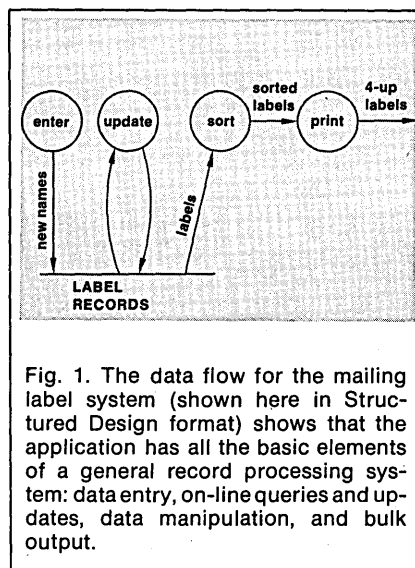 sorted
labels
4-up
labels
enter
update
sort
print
new names
labels
LABEL
RECORDS
Fig. 1. The data flow for the mailing
label system (shown here in Struc-
tured Design format) shows that the
application has all the basic elements
of a general record processing sys-
tem: data entry, on-line queries and up-
dates, data manipulation, and bulk
output.